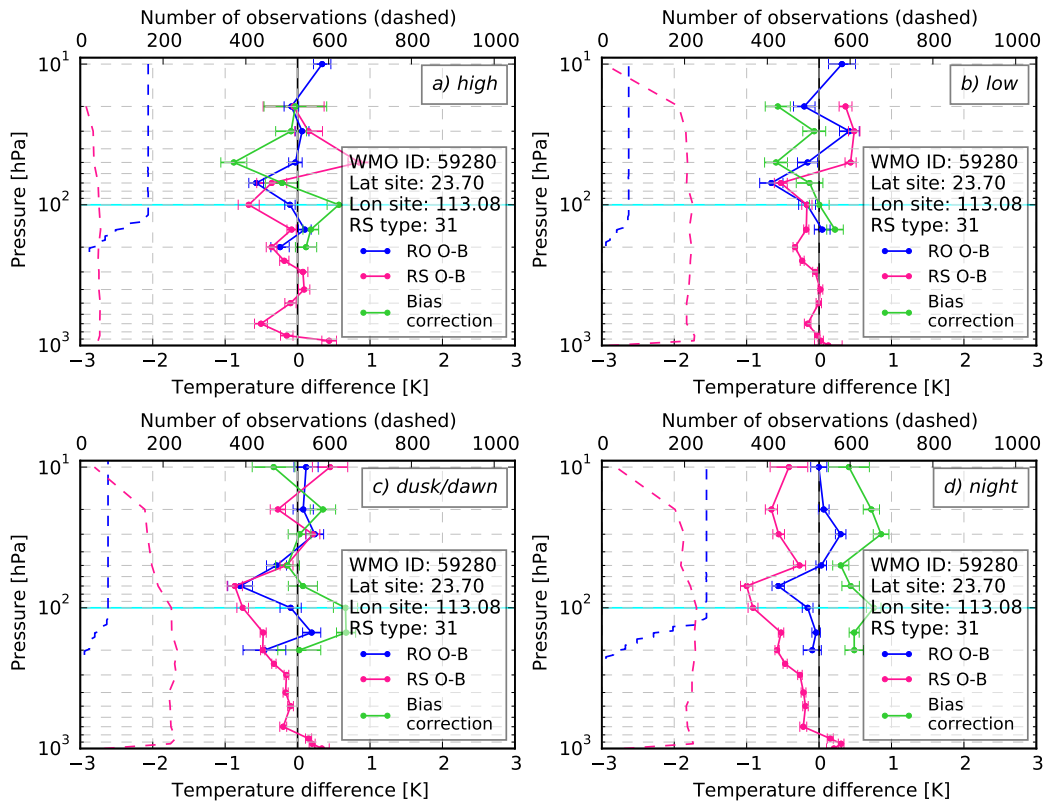 Number of observations (dashed)
0 200 400 600 800 1000
10¹
10²
10³
Pressure [hPa]
a) high
WMO ID: 59280
Lat site: 23.70
Lon site: 113.08
RS type: 31
RO O-B
RS O-B
Bias
correction
−3 −2 −1 0 1 2 3
Temperature difference [K]
Number of observations (dashed)
0 200 400 600 800 1000
10¹
10²
10³
Pressure [hPa]
b) low
WMO ID: 59280
Lat site: 23.70
Lon site: 113.08
RS type: 31
RO O-B
RS O-B
Bias
correction
−3 −2 −1 0 1 2 3
Temperature difference [K]
Number of observations (dashed)
0 200 400 600 800 1000
10¹
10²
10³
Pressure [hPa]
c) dusk/dawn
WMO ID: 59280
Lat site: 23.70
Lon site: 113.08
RS type: 31
RO O-B
RS O-B
Bias
correction
−3 −2 −1 0 1 2 3
Temperature difference [K]
Number of observations (dashed)
0 200 400 600 800 1000
10¹
10²
10³
Pressure [hPa]
d) night
WMO ID: 59280
Lat site: 23.70
Lon site: 113.08
RS type: 31
RO O-B
RS O-B
Bias
correction
−3 −2 −1 0 1 2 3
Temperature difference [K]